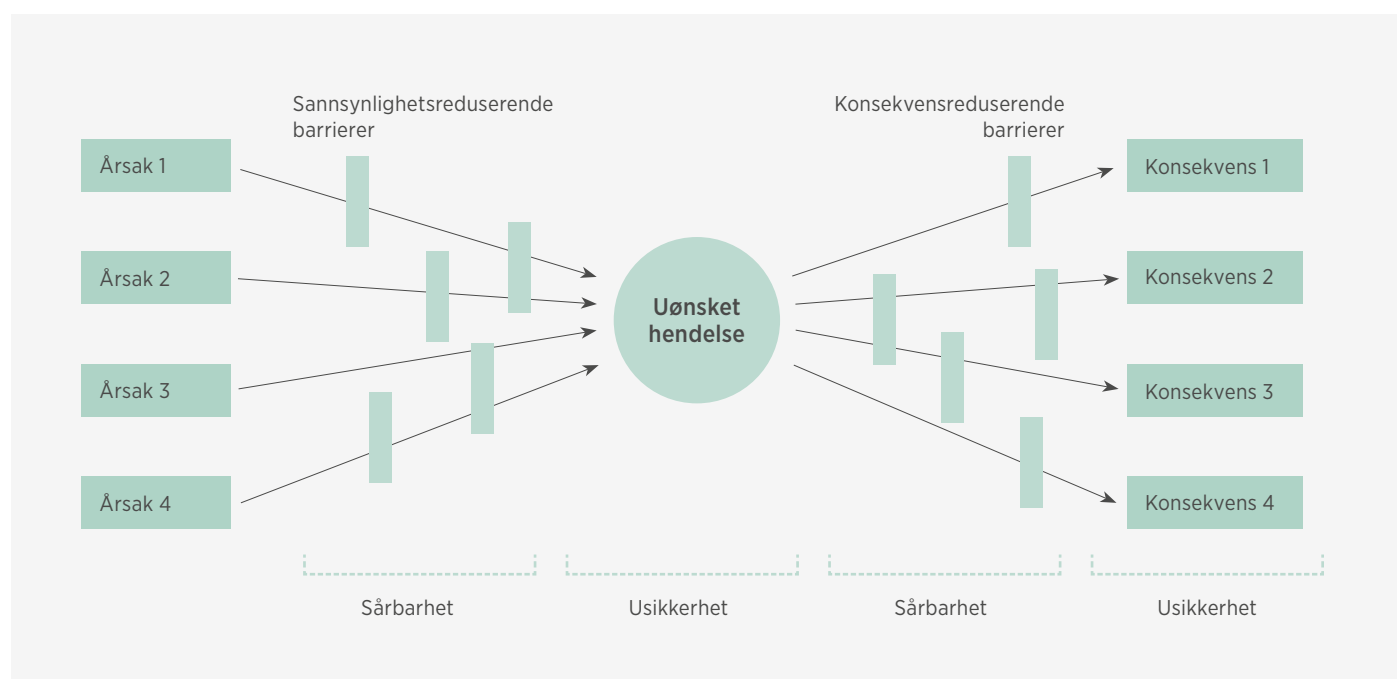 Sannsynlighetsreduserende
barrierer
Konsekvensreduserende
barrierer
Årsak 1
Årsak 2
Årsak 3
Årsak 4
Uønsket
hendelse
Konsekvens 1
Konsekvens 2
Konsekvens 3
Konsekvens 4
Sårbarhet
Usikkerhet
Sårbarhet
Usikkerhet